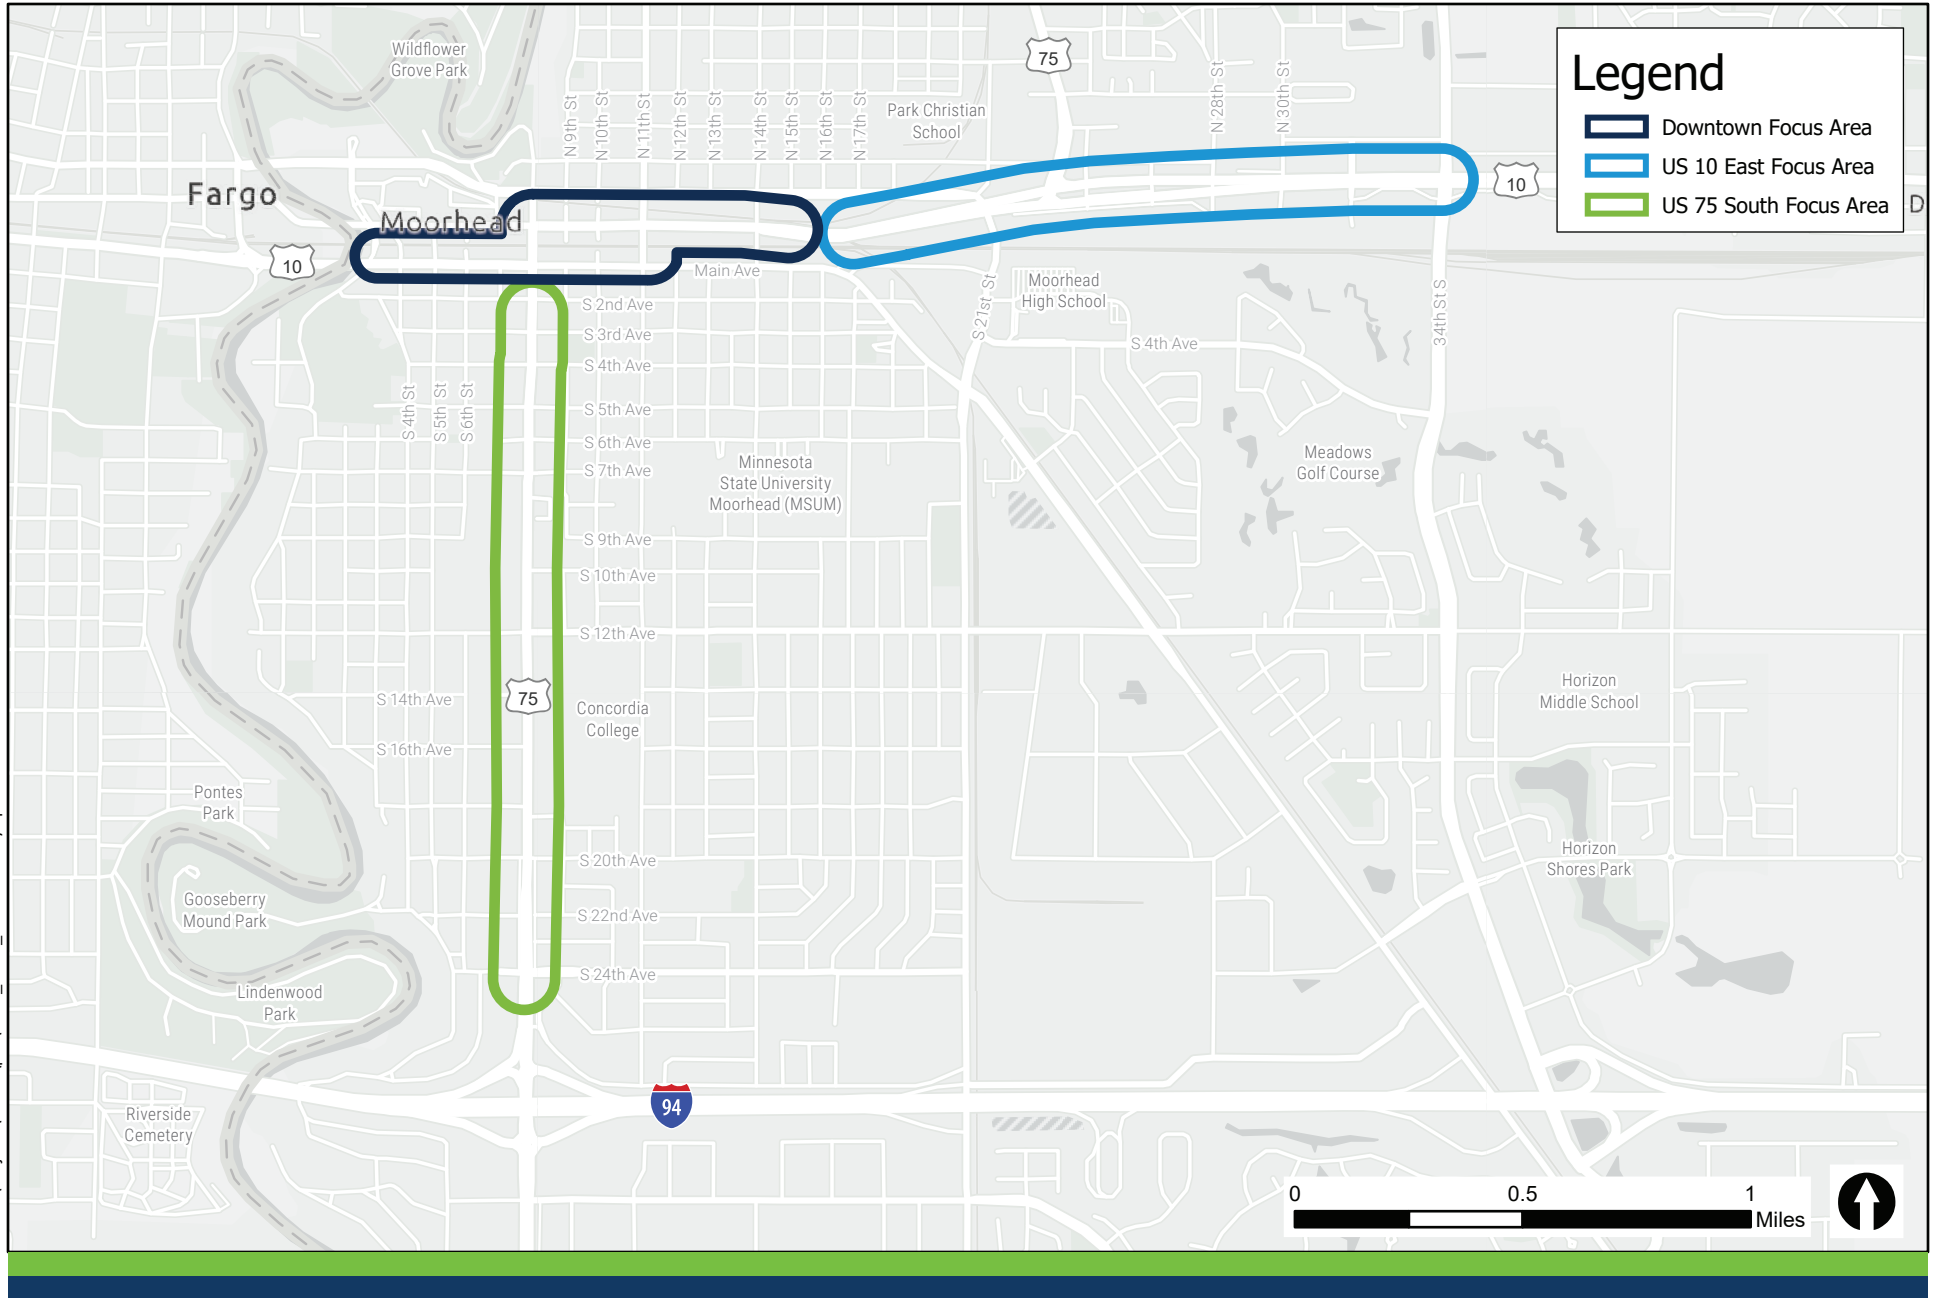 Legend
Downtown Focus Area
US 10 East Focus Area
US 75 South Focus Area
Wildflower
Grove Park
75
Park Christian
School
N 9th St
N 10th St
N 11th St
N 12th St
N 13th St
N 14th St
N 15th St
N 16th St
N 17th St
N 28th St
N 30th St
10
D
Fargo
Moorhead
10
Main Ave
Moorhead
High School
S 21st St
34th St S
S 2nd Ave
S 3rd Ave
S 4th Ave
S 4th Ave
S 4th St
S 5th St
S 6th St
S 5th Ave
S 6th Ave
S 7th Ave
Minnesota
State University
Moorhead (MSUM)
Meadows
Golf Course
S 9th Ave
S 10th Ave
S 12th Ave
S 14th Ave
75
Concordia
College
S 16th Ave
Horizon
Middle School
Pontes
Park
S 20th Ave
Horizon
Shores Park
Gooseberry
Mound Park
S 22nd Ave
S 24th Ave
Lindenwood
Park
94
Riverside
Cemetery
0 0.5 1
Miles